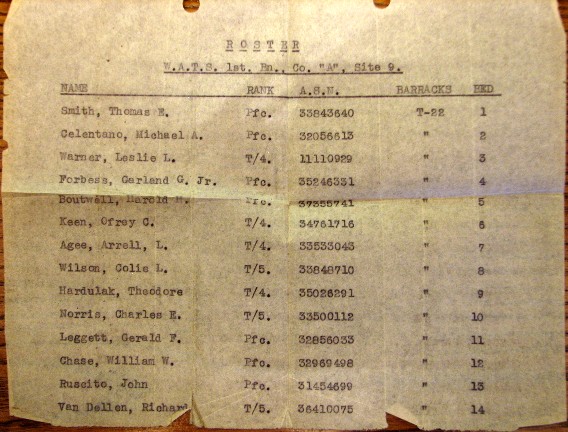 ROSTER
W.A.T.S. 1st. Bn., Co. "A", Site 9.
NAME RANK A.S.N. BARRACKS BED
Smith, Thomas E. Pfc. 33843640 T-22 1
Celentano, Michael A. Pfc. 32056613 " 2
Warner, Leslie L. T/4. 11110929 " 3
Forbess, Garland G. Jr. Pfc. 35246331 " 4
Boutwell, Harold Pfc. 37355741 " 5
Keen, Ofrey C. T/4. 34761716 " 6
Agee, Arrell, L. T/4. 33533043 " 7
Wilson, Colie L. T/5. 33848710 " 8
Hardulak, Theodore T/4. 35026291 " 9
Norris, Charles E. T/5. 33500112 " 10
Leggett, Gerald F. Pfc. 32856033 " 11
Chase, William W. Pfc. 32969498 " 12
Ruscito, John Pfc. 31454699 " 13
Van Dellen, Richard T/5. 36410075 " 14